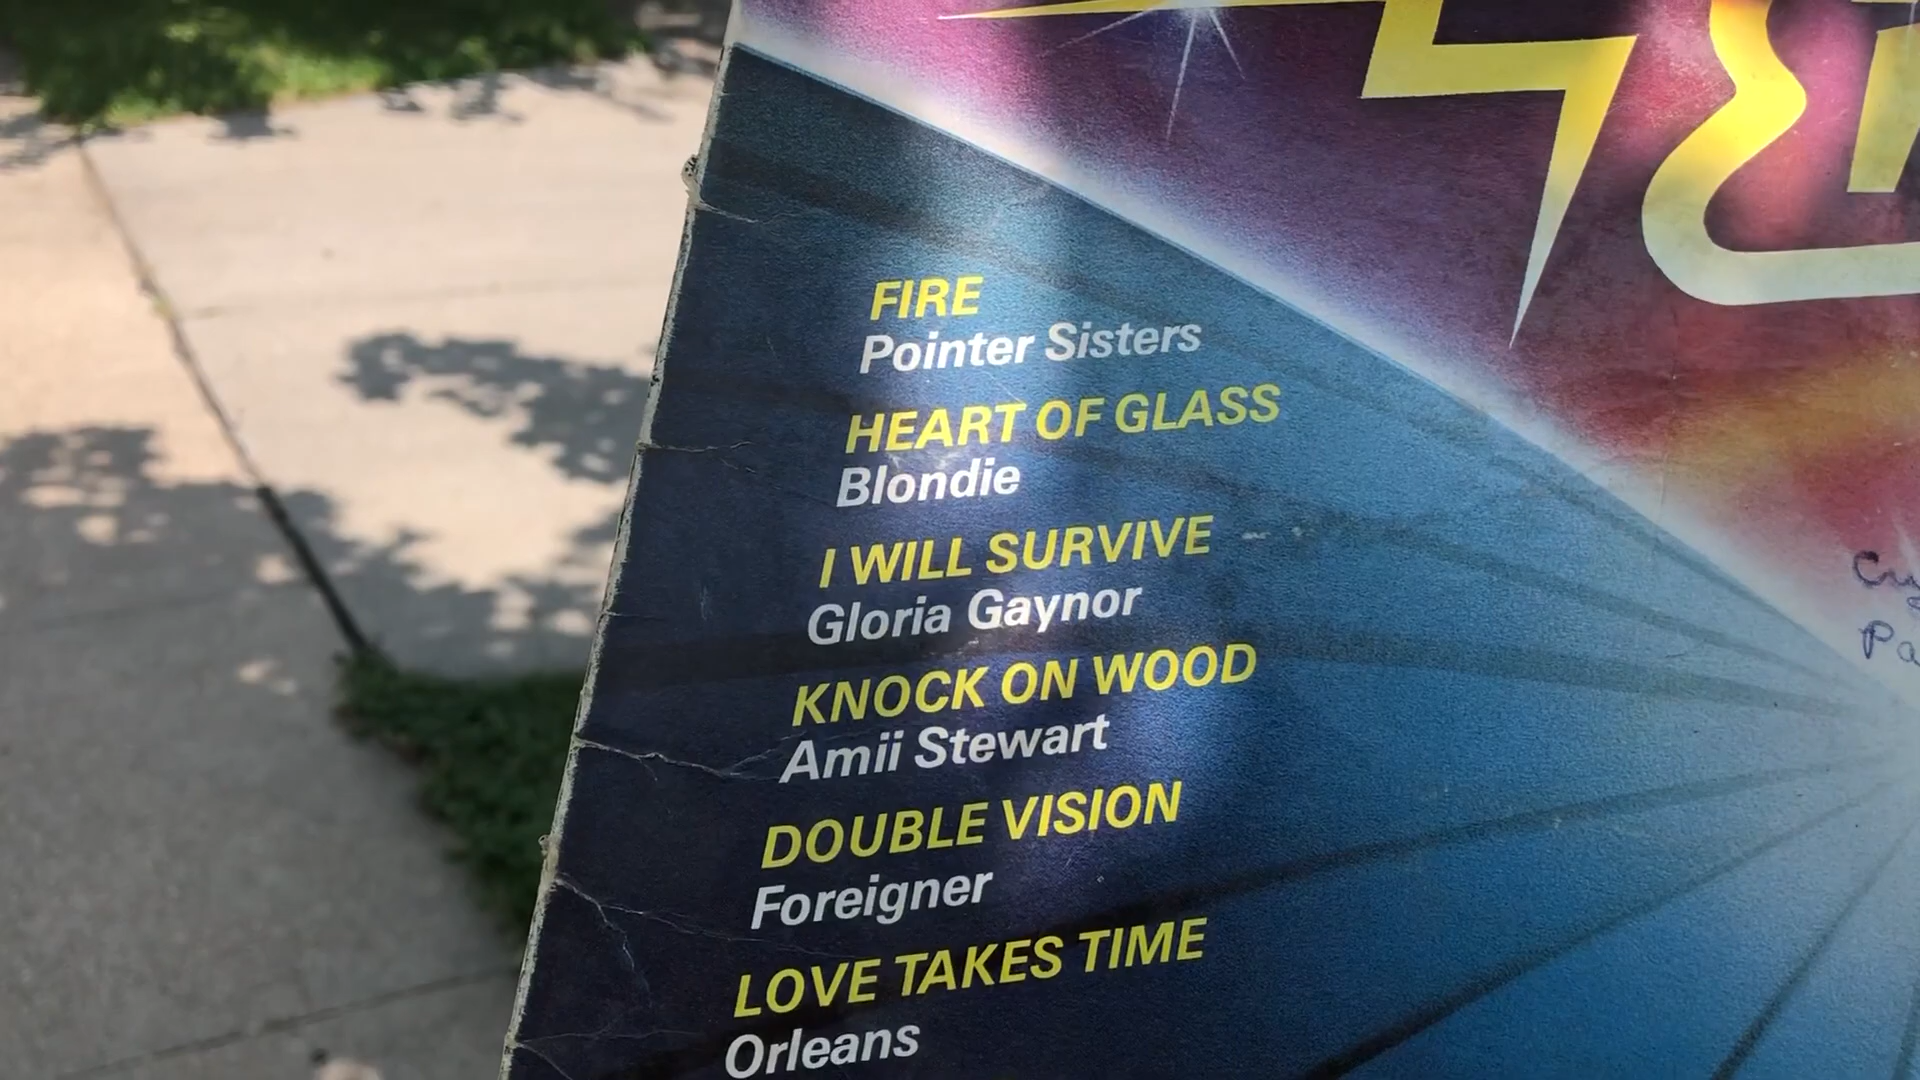 FIRE
Pointer Sisters
HEART OF GLASS
Blondie
I WILL SURVIVE
Gloria Gaynor
KNOCK ON WOOD
Amii Stewart
DOUBLE VISION
Foreigner
LOVE TAKES TIME
Orleans